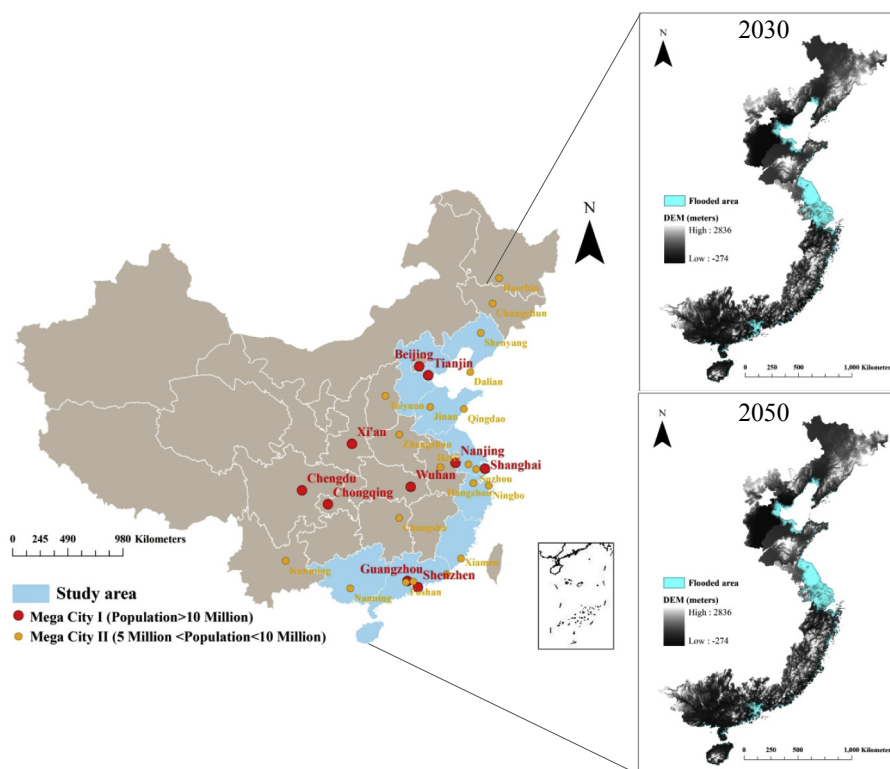 N
Haerbin
Changchun
Shenyang
Beijing
Tianjin
Dalian
Taiyuan
Jinan
Qingdao
Xi'an
Zhengzhou
Nanjing
Shanghai
Suzhou
Chengdu
Wuhan
Chongqing
Hangzhou
Ningbo
Changsha
Xiamen
Kunming
Guangzhou
Shenzhen
Nanning
Foshan
0 245 490 980 Kilometers
Study area
Mega City I (Population>10 Million)
Mega City II (5 Million <Population<10 Million)
2030
N
Flooded area
DEM (meters)
High : 2836
Low : -274
0 250 500 1,000 Kilometers
2050
N
Flooded area
DEM (meters)
High : 2836
Low : -274
0 250 500 1,000 Kilometers